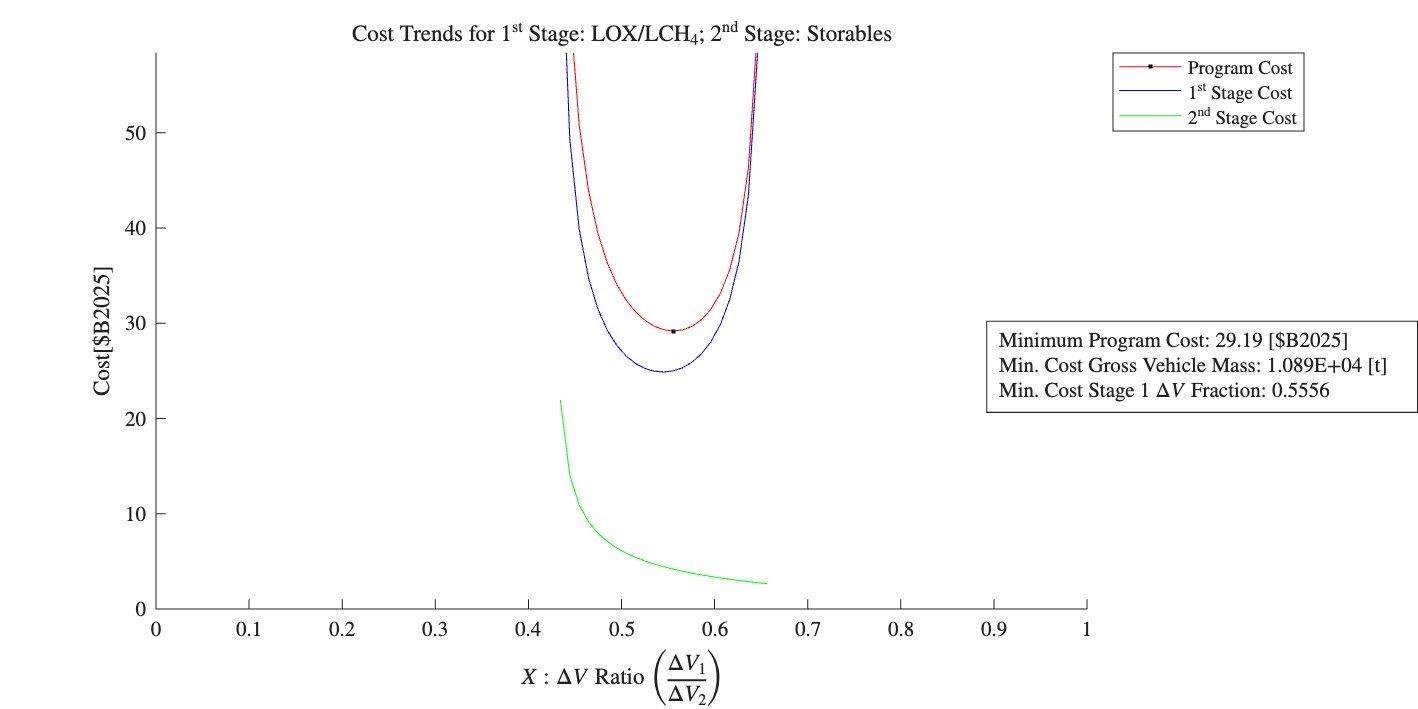 Cost Trends for 1st Stage: LOX/LCH4; 2nd Stage: Storables
Program Cost
1st Stage Cost
2nd Stage Cost
Cost[$B2025]
50
40
30
20
10
0
Minimum Program Cost: 29.19 [$B2025]
Min. Cost Gross Vehicle Mass: 1.089E+04 [t]
Min. Cost Stage 1 ΔV Fraction: 0.5556
0 0.1 0.2 0.3 0.4 0.5 0.6 0.7 0.8 0.9 1
X : ΔV Ratio (ΔV1/ΔV2)